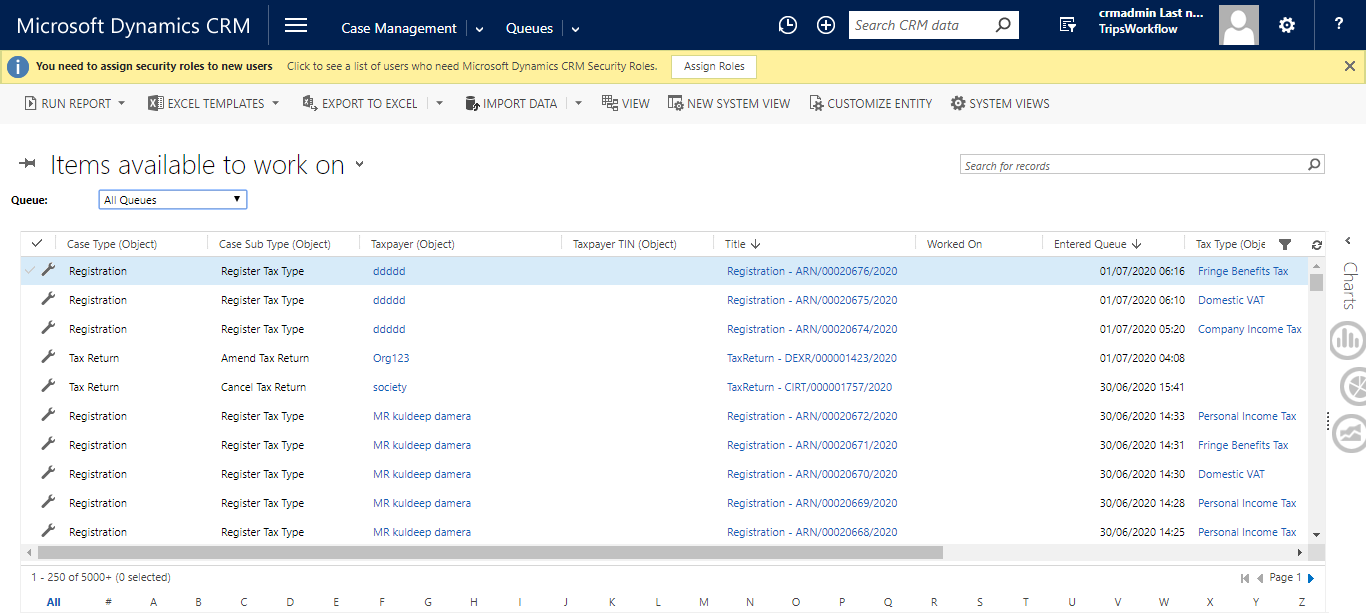 Microsoft Dynamics CRM Case Management Queues Search CRM data crmadmin Last n... ?
TripsWorkflow
You need to assign security roles to new users Click to see a list of users who need Microsoft Dynamics CRM Security Roles. Assign Roles
RUN REPORT EXCEL TEMPLATES EXPORT TO EXCEL IMPORT DATA VIEW NEW SYSTEM VIEW CUSTOMIZE ENTITY SYSTEM VIEWS
Items available to work on Search for records
Queue: All Queues
Case Type (Object) Case Sub Type (Object) Taxpayer (Object) Taxpayer TIN (Object) Title Worked On Entered Queue Tax Type (Obje
Charts
Registration Register Tax Type ddddd Registration - ARN/00020676/2020 01/07/2020 06:16 Fringe Benefits Tax
Registration Register Tax Type ddddd Registration - ARN/00020675/2020 01/07/2020 06:10 Domestic VAT
Registration Register Tax Type ddddd Registration - ARN/00020674/2020 01/07/2020 05:20 Company Income Tax
Tax Return Amend Tax Return Org123 TaxReturn - DEXR/000001423/2020 01/07/2020 04:08
Tax Return Cancel Tax Return society TaxReturn - CIRT/000001757/2020 30/06/2020 15:41
Registration Register Tax Type MR kuldeep damera Registration - ARN/00020672/2020 30/06/2020 14:33 Personal Income Tax
Registration Register Tax Type MR kuldeep damera Registration - ARN/00020671/2020 30/06/2020 14:31 Fringe Benefits Tax
Registration Register Tax Type MR kuldeep damera Registration - ARN/00020670/2020 30/06/2020 14:30 Domestic VAT
Registration Register Tax Type MR kuldeep damera Registration - ARN/00020669/2020 30/06/2020 14:28 Personal Income Tax
Registration Register Tax Type MR kuldeep damera Registration - ARN/00020668/2020 30/06/2020 14:25 Personal Income Tax
1 - 250 of 5000+ (0 selected) Page 1
All # A B C D E F G H I J K L M N O P Q R S T U V W X Y Z